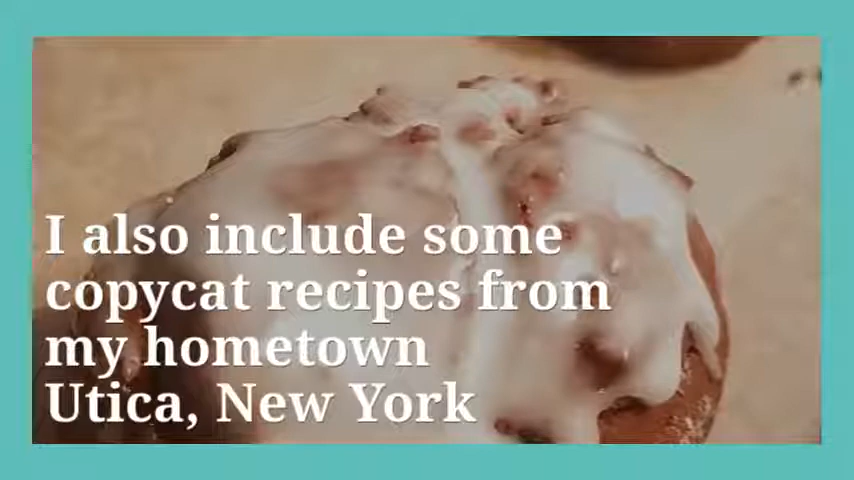 I also include some
copycat recipes from
my hometown
Utica, New York